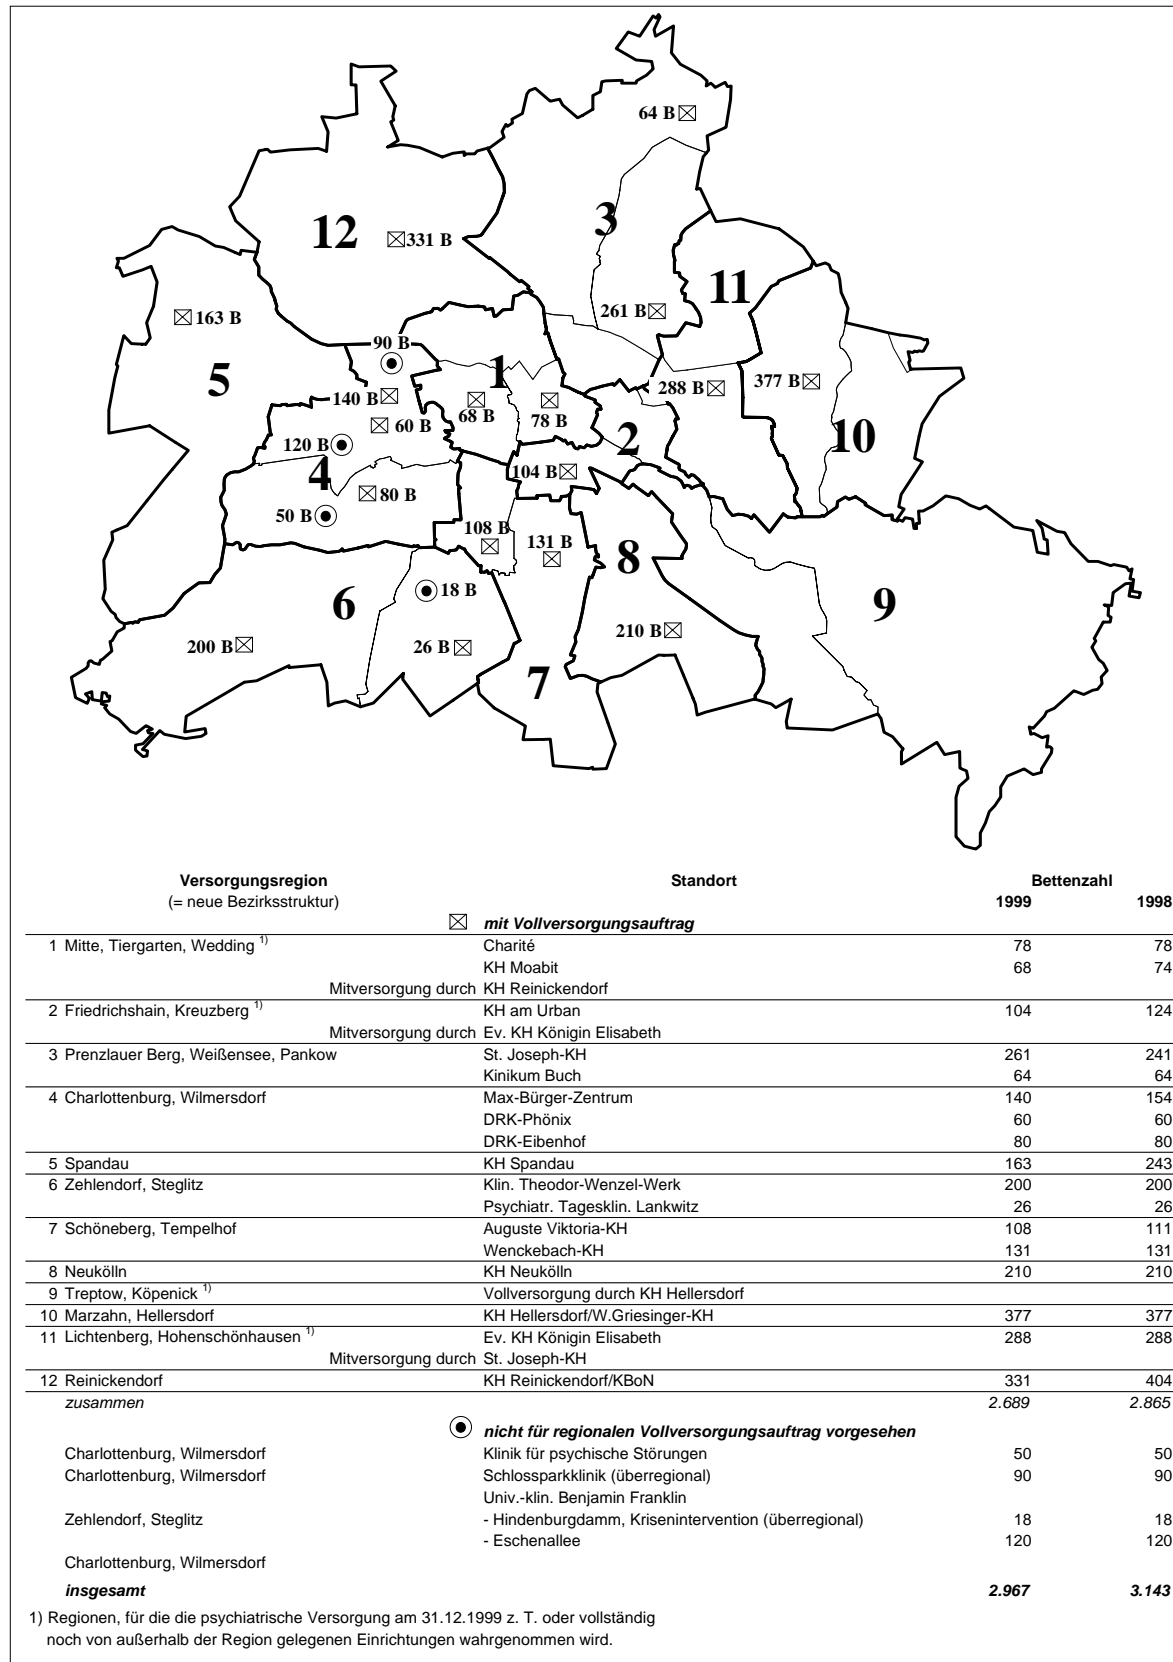 64 B
3
12
331 B
11
261 B
163 B
90 B
5
1
377 B
288 B
140 B
68 B
78 B
60 B
10
2
120 B
4
104 B
80 B
50 B
108 B
131 B
8
18 B
6
9
210 B
200 B
26 B
7
Versorgungsregion Standort Bettenzahl
(= neue Bezirksstruktur) 1999 1998
mit Vollversorgungsauftrag
1 Mitte, Tiergarten, Wedding 1) Charité 78 78
KH Moabit 68 74
Mitversorgung durch KH Reinickendorf
2 Friedrichshain, Kreuzberg 1) KH am Urban 104 124
Mitversorgung durch Ev. KH Königin Elisabeth
3 Prenzlauer Berg, Weißensee, Pankow St. Joseph-KH 261 241
Kinikum Buch 64 64
4 Charlottenburg, Wilmersdorf Max-Bürger-Zentrum 140 154
DRK-Phönix 60 60
DRK-Eibenhof 80 80
5 Spandau KH Spandau 163 243
6 Zehlendorf, Steglitz Klin. Theodor-Wenzel-Werk 200 200
Psychiatr. Tagesklin. Lankwitz 26 26
7 Schöneberg, Tempelhof Auguste Viktoria-KH 108 111
Wenckebach-KH 131 131
8 Neukölln KH Neukölln 210 210
9 Treptow, Köpenick 1) Vollversorgung durch KH Hellersdorf
10 Marzahn, Hellersdorf KH Hellersdorf/W.Griesinger-KH 377 377
11 Lichtenberg, Hohenschönhausen 1) Ev. KH Königin Elisabeth 288 288
Mitversorgung durch St. Joseph-KH
12 Reinickendorf KH Reinickendorf/KBoN 331 404
zusammen 2.689 2.865
nicht für regionalen Vollversorgungsauftrag vorgesehen
Charlottenburg, Wilmersdorf Klinik für psychische Störungen 50 50
Charlottenburg, Wilmersdorf Schlossparkklinik (überregional) 90 90
Univ.-klin. Benjamin Franklin
Zehlendorf, Steglitz - Hindenburgdamm, Krisenintervention (überregional) 18 18
- Eschenallee 120 120
Charlottenburg, Wilmersdorf
insgesamt 2.967 3.143
1) Regionen, für die die psychiatrische Versorgung am 31.12.1999 z. T. oder vollständig
noch von außerhalb der Region gelegenen Einrichtungen wahrgenommen wird.